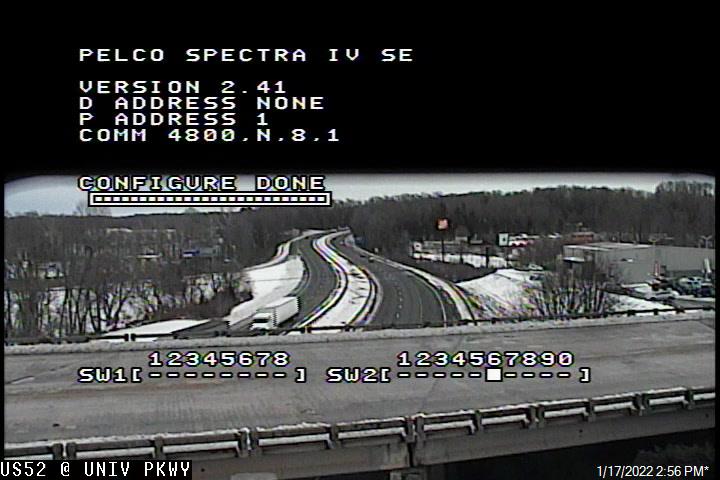 PELCO SPECTRA IV SE
VERSION 2.41
D ADDRESS NONE
P ADDRESS 1
COMM 4800,N,8,1
CONFIGURE DONE
12345678 1234567890
SW1[--------] SW2[-----■----]
US52 @ UNIV PKWY
1/17/2022 2:56 PM*